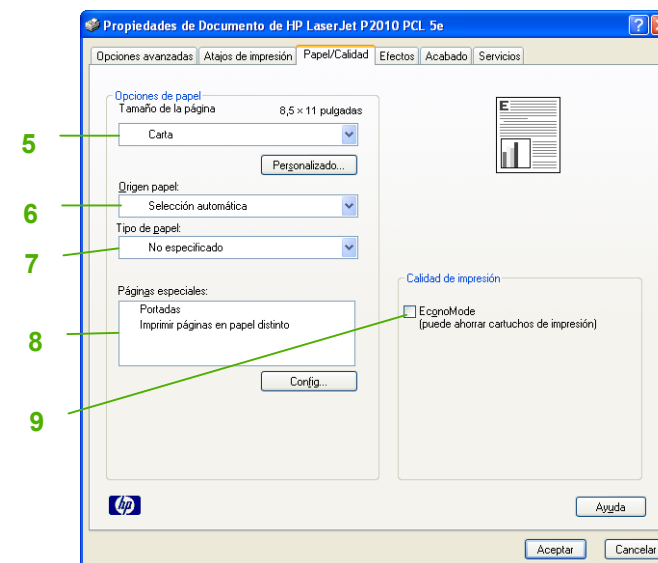 Propiedades de Documento de HP LaserJet P2010 PCL 5e
?
Opciones avanzadas Atajos de impresión Papel/Calidad Efectos Acabado Servicios
Opciones de papel
Tamaño de la página 8,5 × 11 pulgadas
5 Carta
Personalizado...
Origen papel:
6 Selección automática
Tipo de papel:
7 No especificado
Páginas especiales:
8 Portadas
Imprimir páginas en papel distinto
Config...
E
Calidad de impresión
9 EconoMode
(puede ahorrar cartuchos de impresión)
hp
Ayuda
Aceptar Cancelar